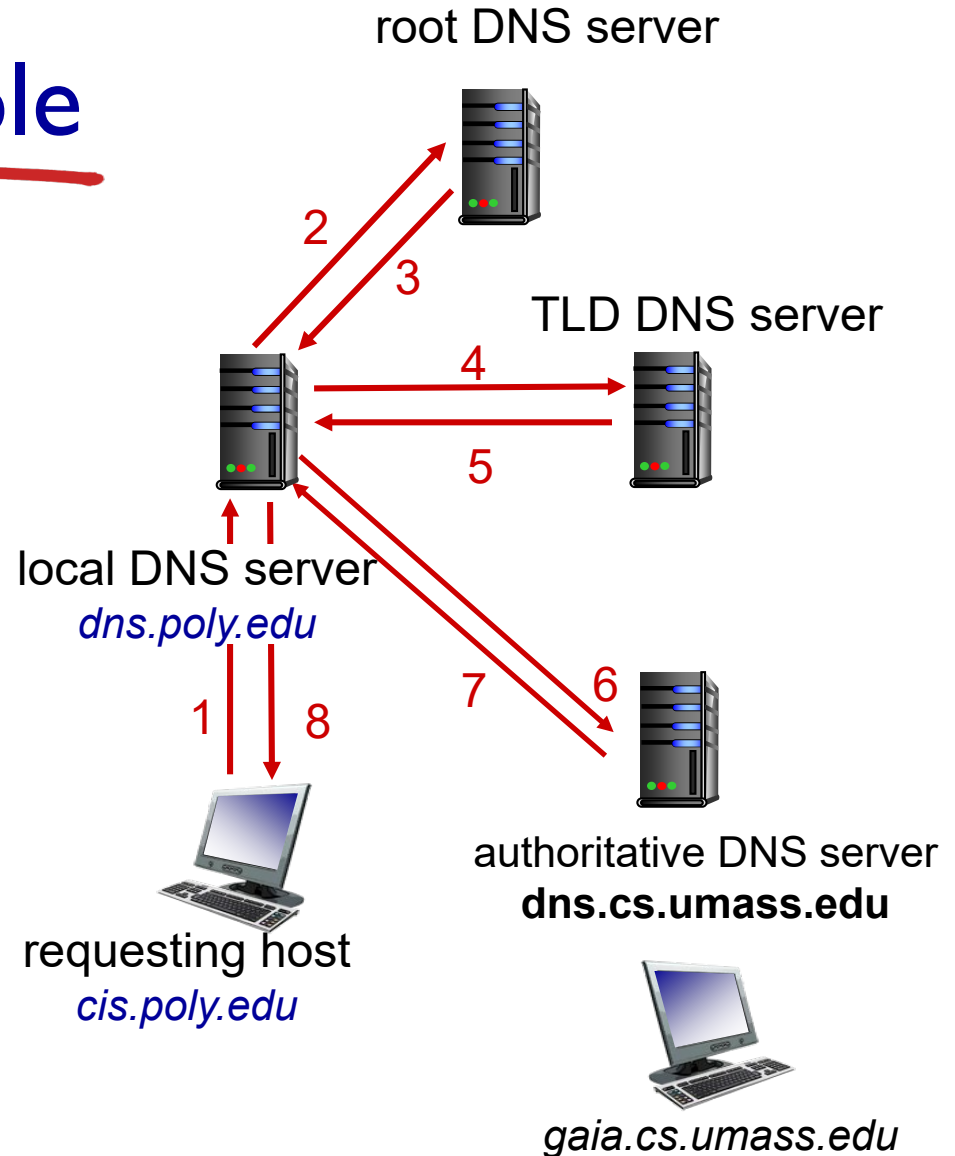 root DNS server
ple
2
3
TLD DNS server
4
5
local DNS server
dns.poly.edu
1
8
7
6
authoritative DNS server
dns.cs.umass.edu
requesting host
cis.poly.edu
gaia.cs.umass.edu